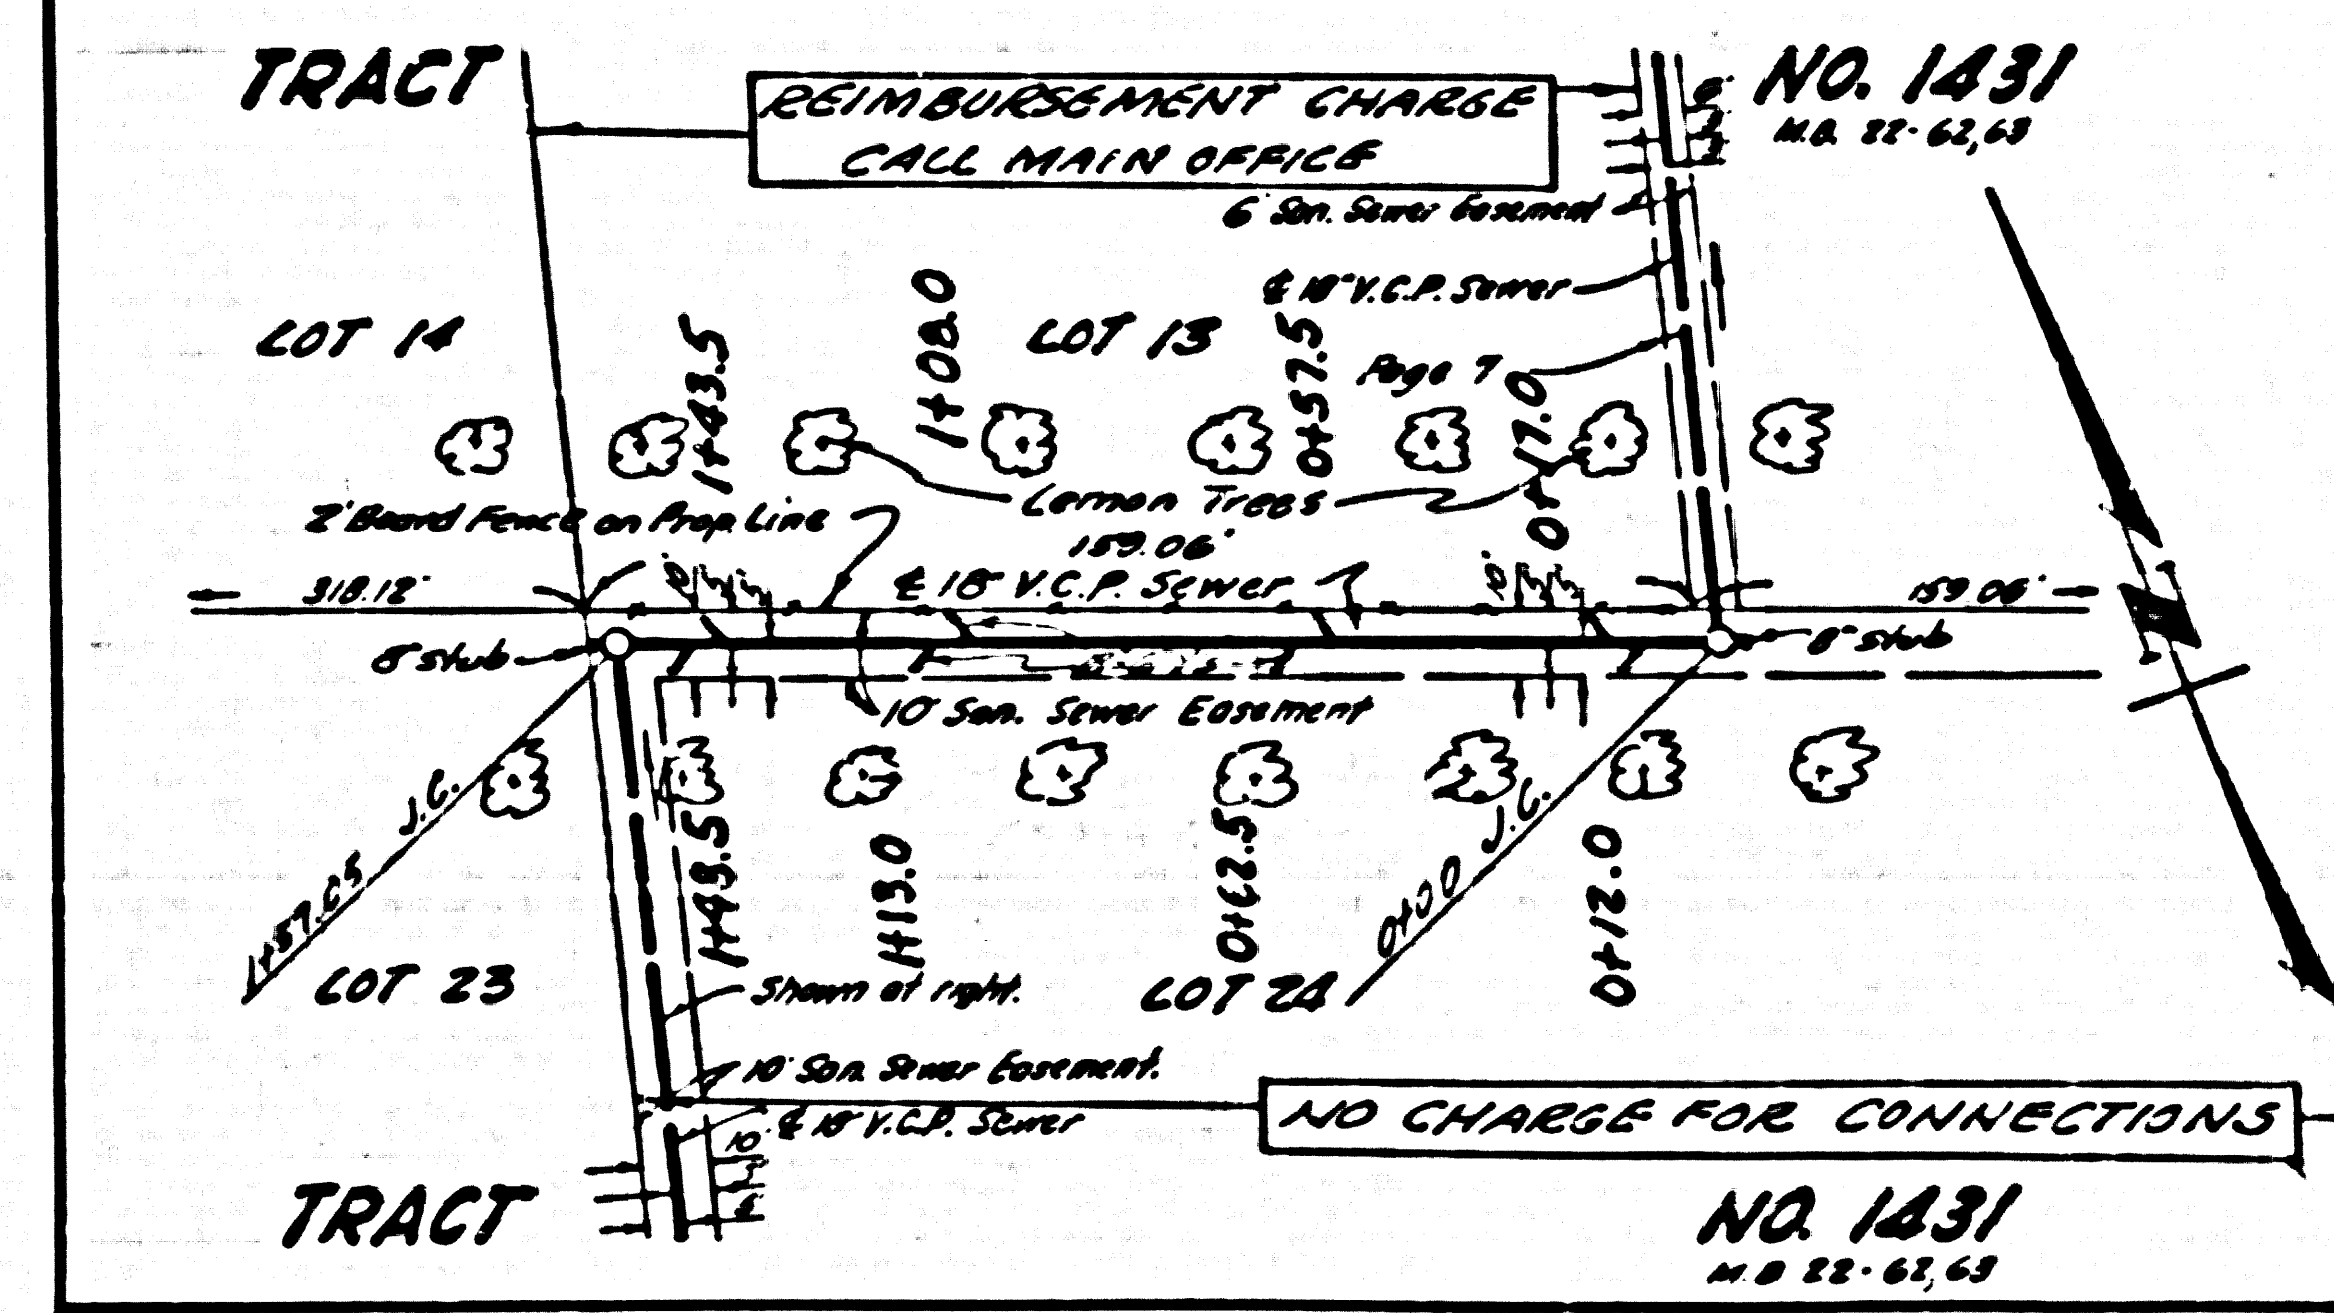 TRACT
REIMBURSEMENT CHARGE
CALL MAIN OFFICE
NO. 1431
M.B. 22-62,63
6' San. Sewer Easement
℄ 18" V.C.P. Sewer
Page 7
LOT 14
LOT 13
1+43.5
1+08.0
0+57.5
0+17.0
Lemon Trees
2' Board Fence on Prop. Line
159.06'
℄ 18" V.C.P. Sewer
318.12'
159.06'
8" stub
8" stub
10' San. Sewer Easement
J.C.
1+57.05
J.C.
0+00
1+43.5
1+13.0
0+62.5
0+12.0
LOT 23
LOT 24
Shown at right.
10' San. Sewer Easement.
℄ 18" V.C.P. Sewer
10'
NO CHARGE FOR CONNECTIONS
TRACT
NO. 1431
M.B. 22-62,63